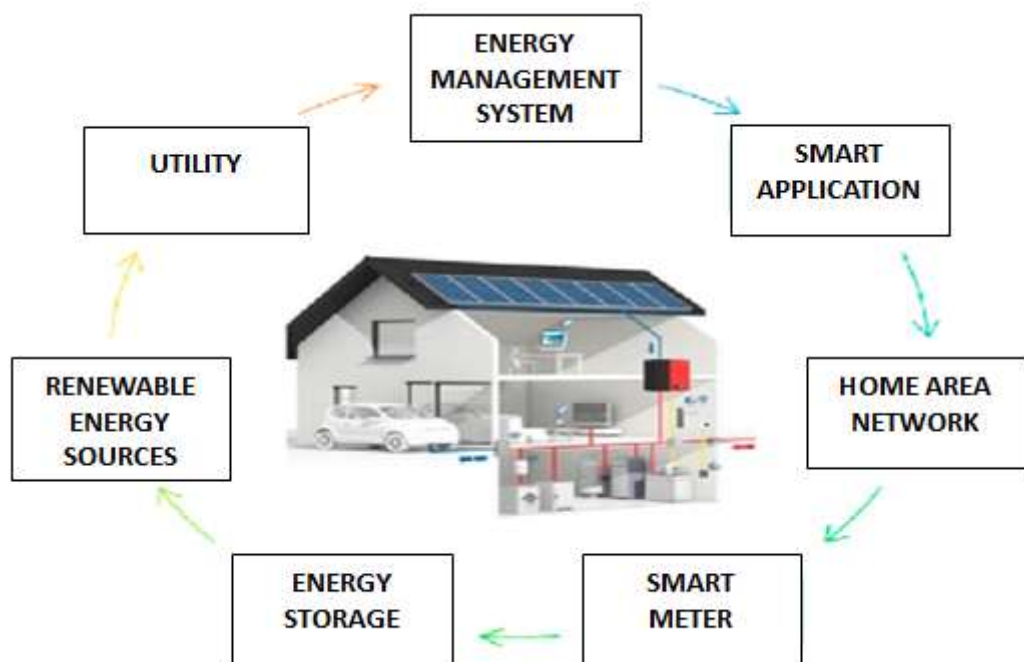 ENERGY
MANAGEMENT
SYSTEM
SMART
APPLICATION
HOME AREA
NETWORK
SMART
METER
ENERGY
STORAGE
RENEWABLE
ENERGY
SOURCES
UTILITY